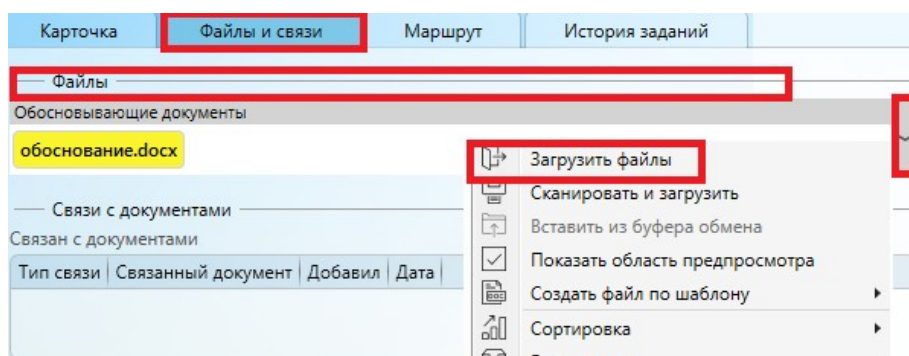 Карточка Файлы и связи Маршрут История заданий
Файлы
Обосновывающие документы
обоснование.docx
Загрузить файлы
Сканировать и загрузить
Связи с документами
Вставить из буфера обмена
Связан с документами
Показать область предпросмотра
Тип связи Связанный документ Добавил Дата
Создать файл по шаблону
Сортировка